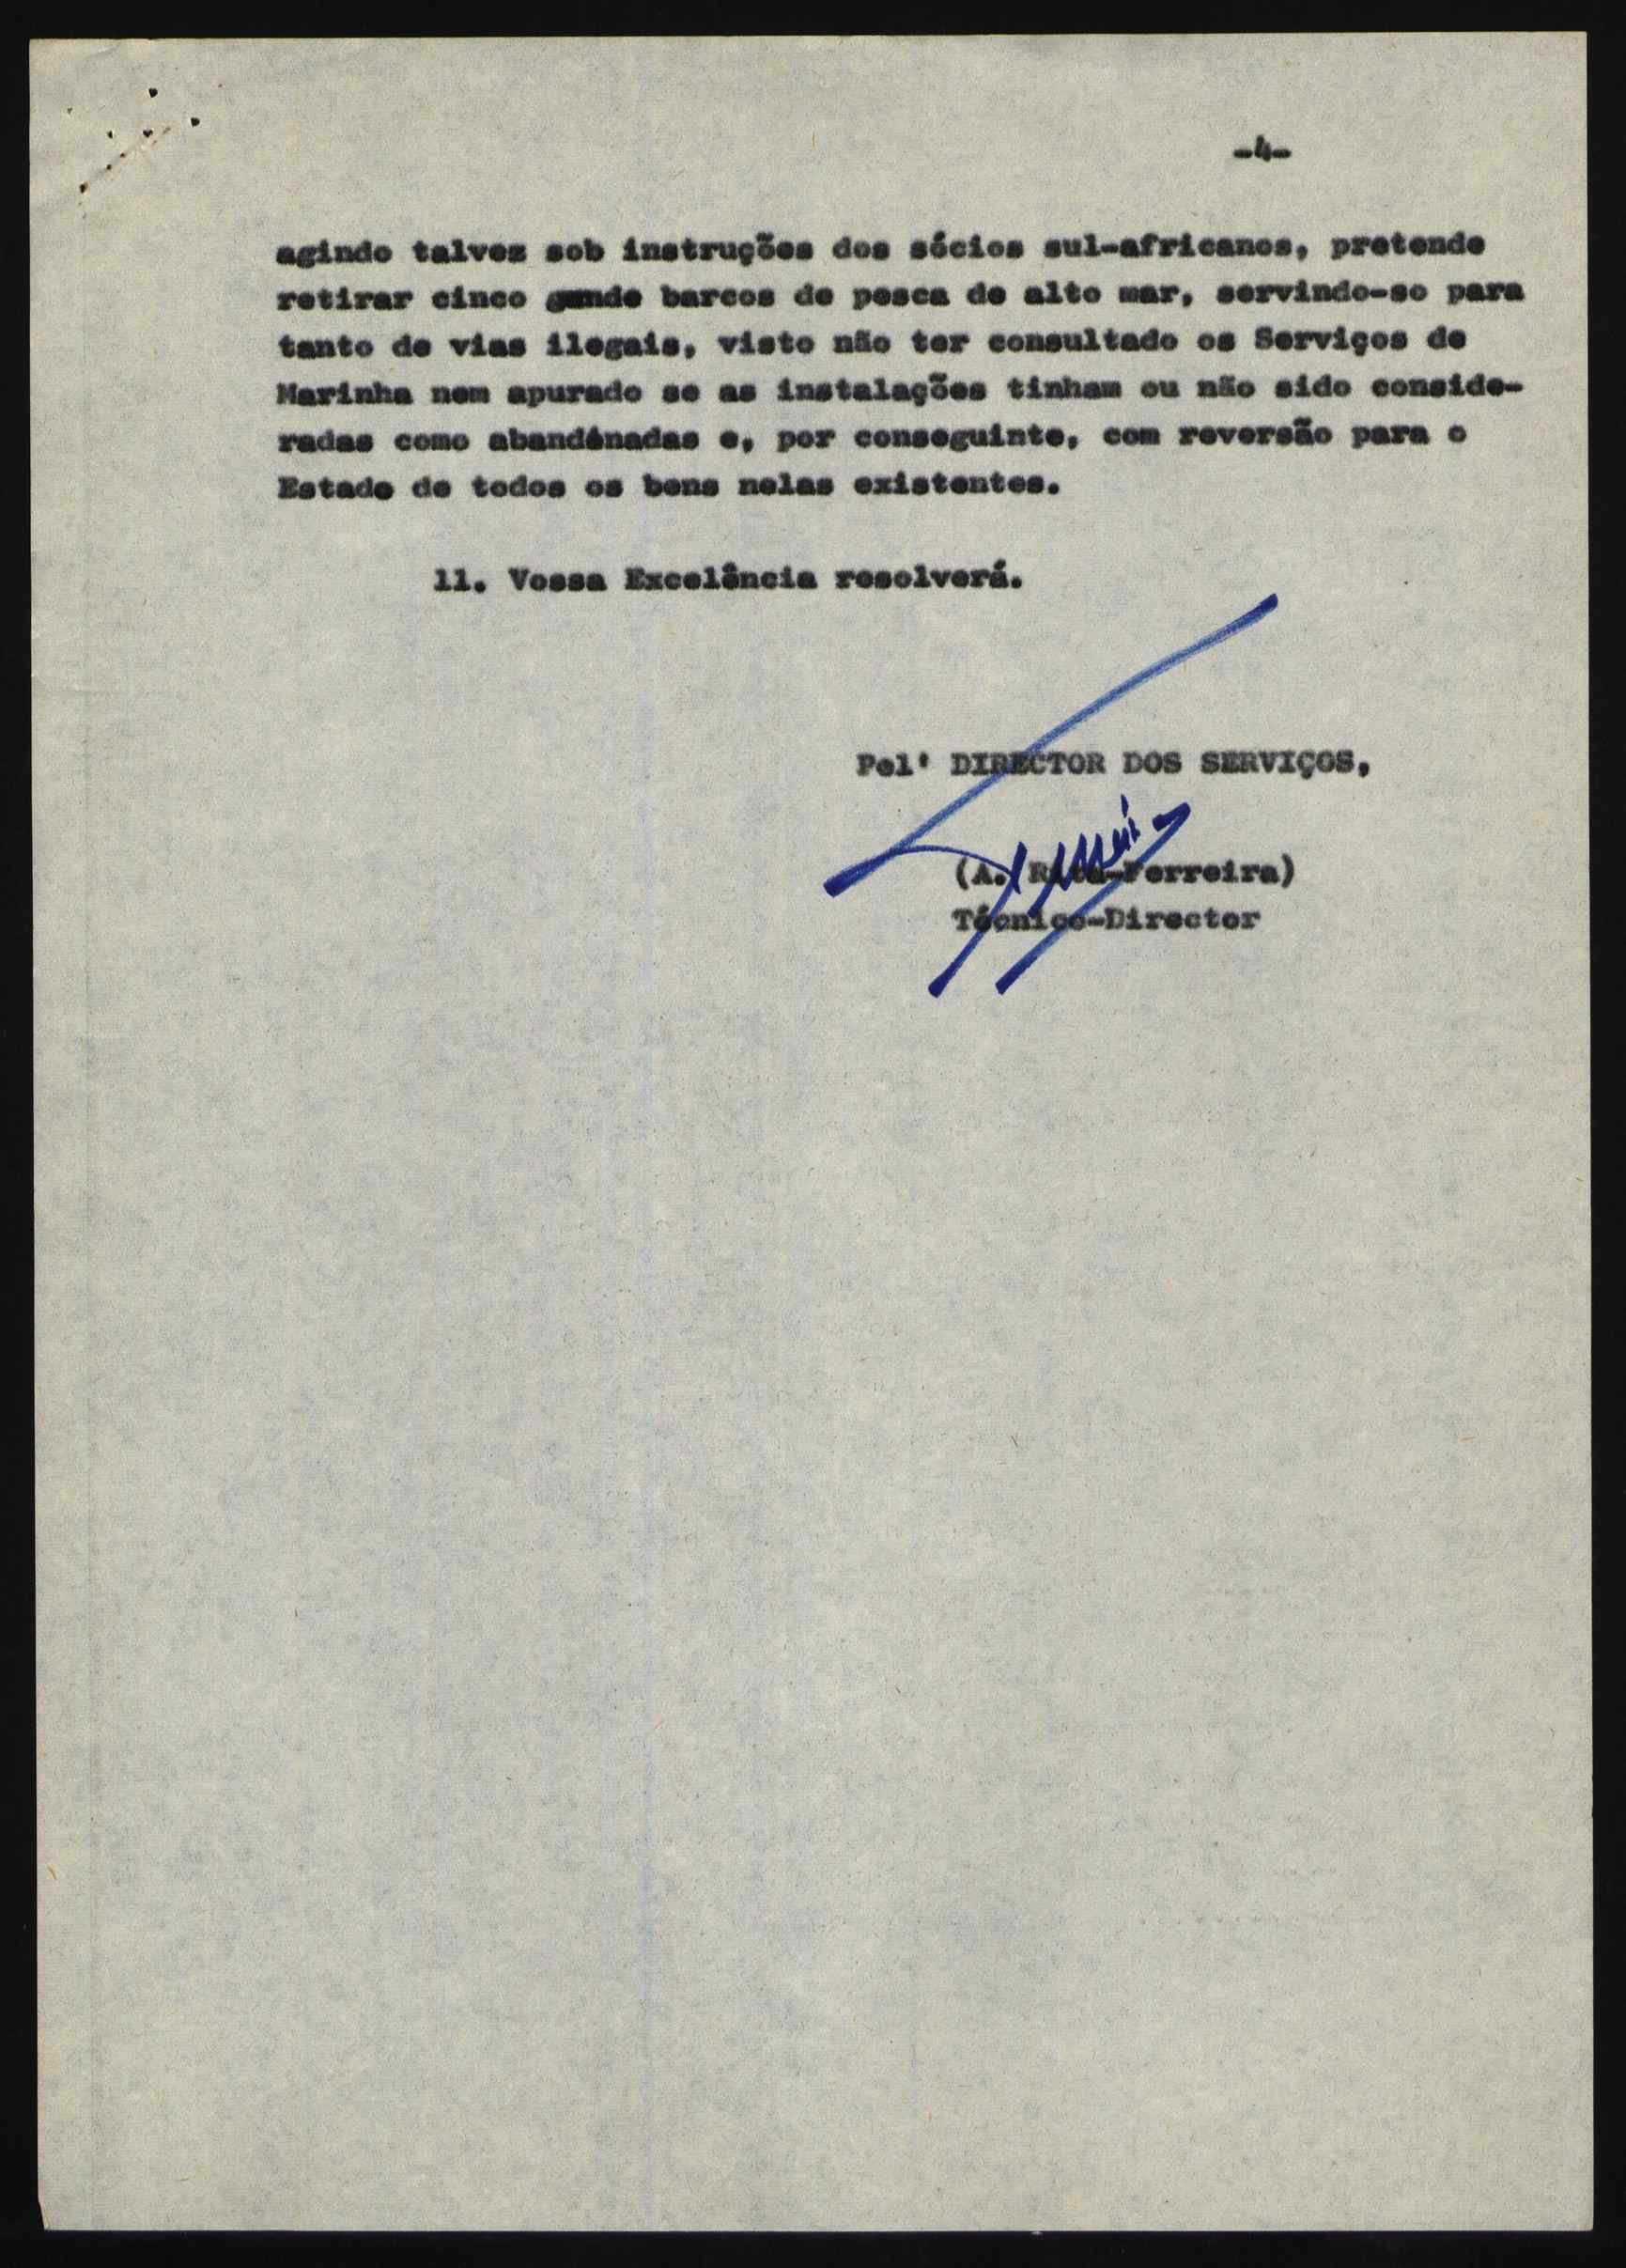 -4-
agindo talvez sob instruções dos sócios sul-africanos, pretende
retirar cinco gande barcos de pesca de alto mar, servindo-se para
tanto de vias ilegais, visto não ter consultado os Serviços de
Marinha nem apurado se as instalações tinham ou não sido conside-
radas como abandónadas e, por conseguinte, com reversão para o
Estado de todos os bens nelas existentes.
11. Vossa Excelência resolverá.
Pel' DIRECTOR DOS SERVIÇOS,
(A. Rita-Ferreira)
Técnico-Director